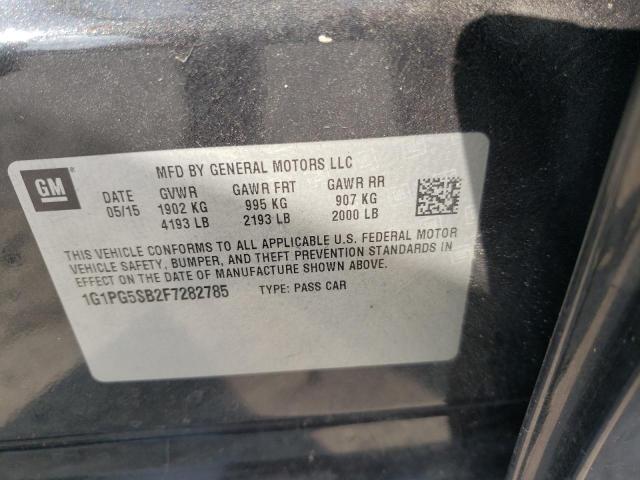 GM
MFD BY GENERAL MOTORS LLC
DATE GVWR GAWR FRT GAWR RR
05/15 1902 KG 995 KG 907 KG
4193 LB 2193 LB 2000 LB
THIS VEHICLE CONFORMS TO ALL APPLICABLE U.S. FEDERAL MOTOR
VEHICLE SAFETY, BUMPER, AND THEFT PREVENTION STANDARDS IN
EFFECT ON THE DATE OF MANUFACTURE SHOWN ABOVE.
1G1PG5SB2F7282785 TYPE: PASS CAR